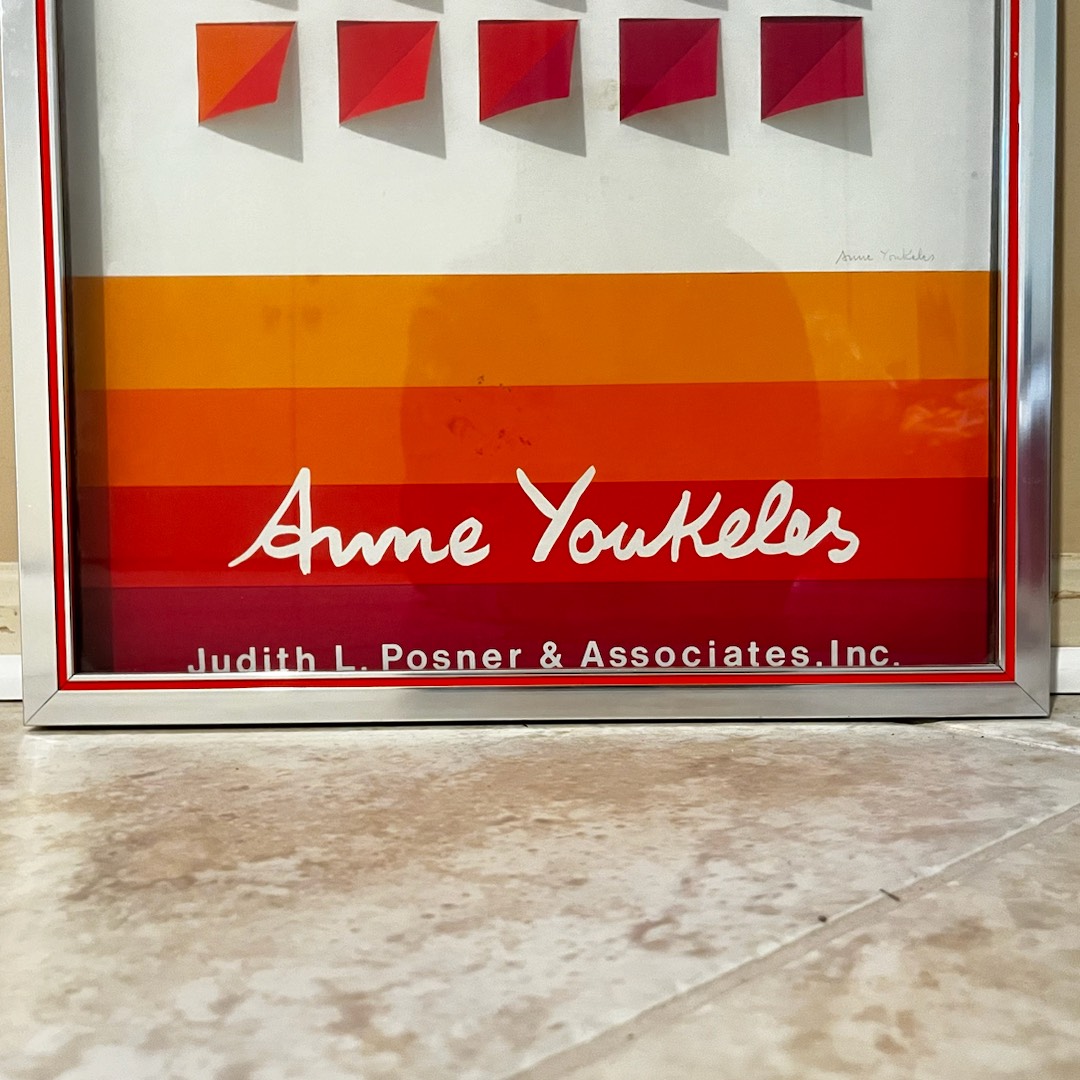 Anne Youkeles
Anne Youkeles
Judith L. Posner & Associates, Inc.